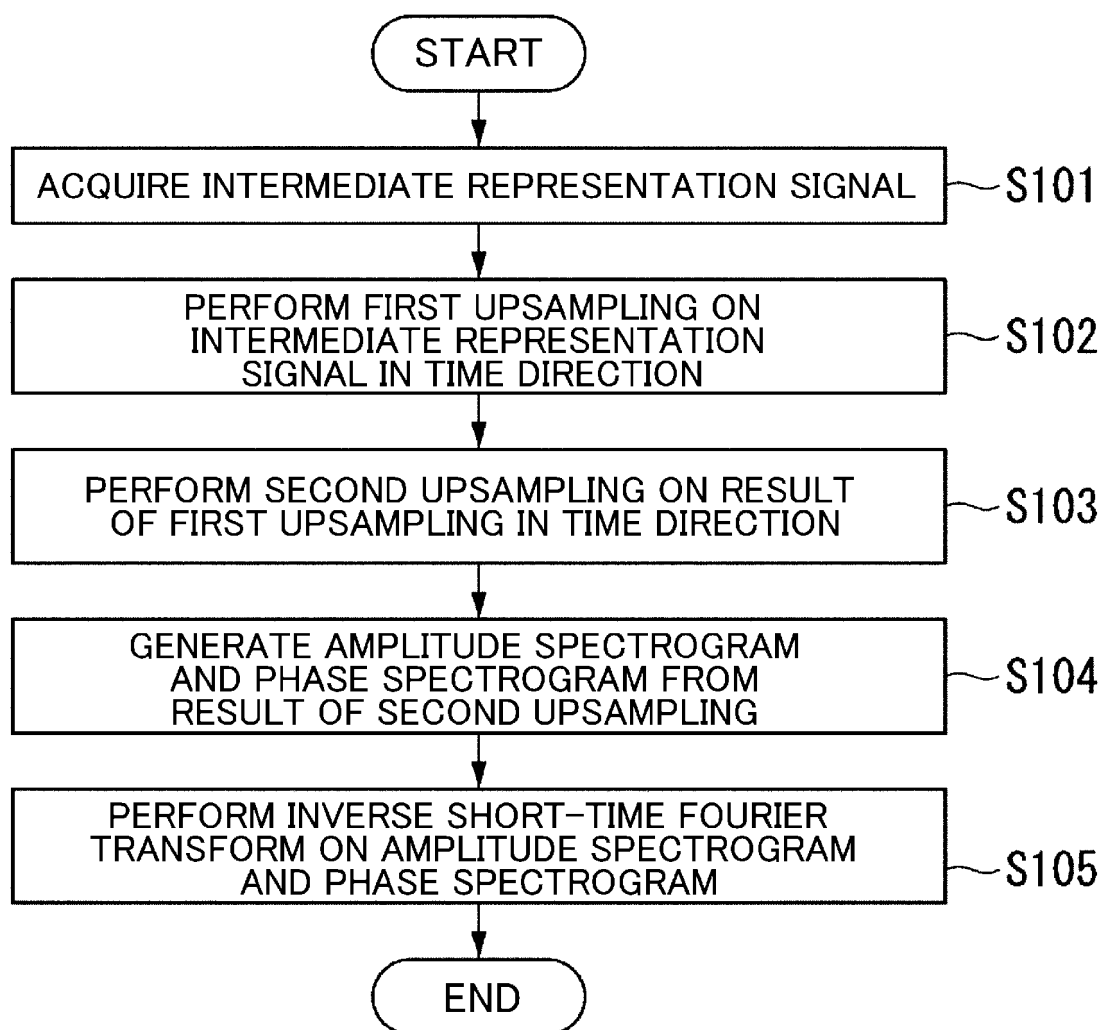 START
ACQUIRE INTERMEDIATE REPRESENTATION SIGNAL
S101
PERFORM FIRST UPSAMPLING ON
INTERMEDIATE REPRESENTATION
SIGNAL IN TIME DIRECTION
S102
PERFORM SECOND UPSAMPLING ON RESULT
OF FIRST UPSAMPLING IN TIME DIRECTION
S103
GENERATE AMPLITUDE SPECTROGRAM
AND PHASE SPECTROGRAM FROM
RESULT OF SECOND UPSAMPLING
S104
PERFORM INVERSE SHORT-TIME FOURIER
TRANSFORM ON AMPLITUDE SPECTROGRAM
AND PHASE SPECTROGRAM
S105
END